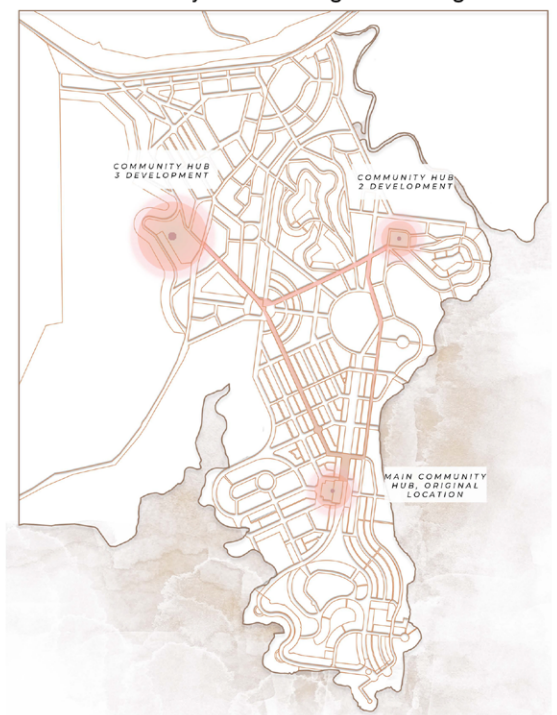 COMMUNITY HUB
3 DEVELOPMENT
COMMUNITY HUB
2 DEVELOPMENT
MAIN COMMUNITY
HUB, ORIGINAL
LOCATION